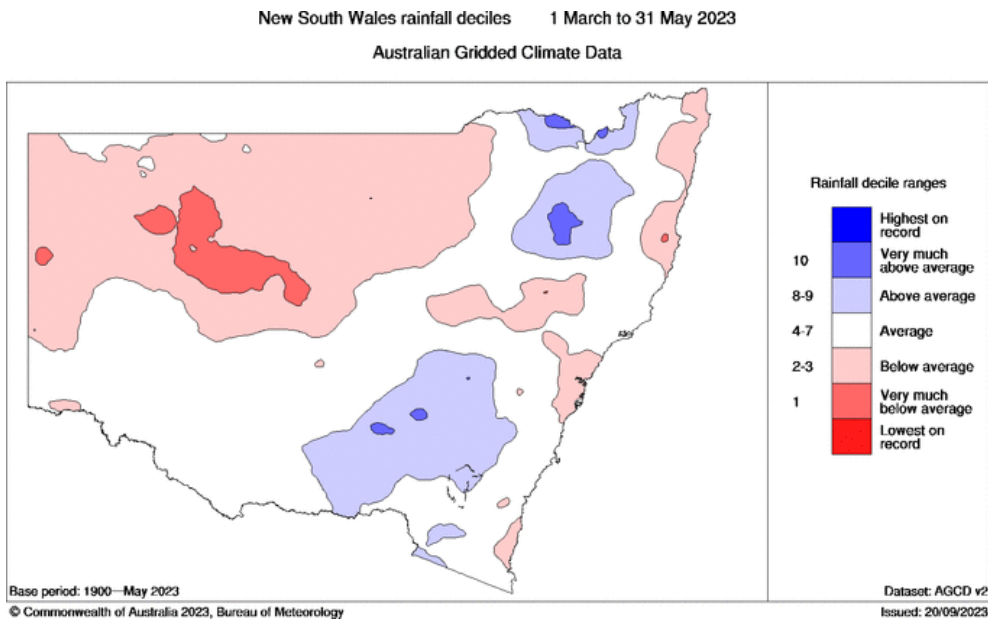 New South Wales rainfall deciles 1 March to 31 May 2023
Australian Gridded Climate Data
Rainfall decile ranges
Highest on
record
10 Very much
above average
8-9 Above average
4-7 Average
2-3 Below average
1 Very much
below average
Lowest on
record
Base period: 1900—May 2023
Dataset: AGCD v2
© Commonwealth of Australia 2023, Bureau of Meteorology
Issued: 20/09/2023